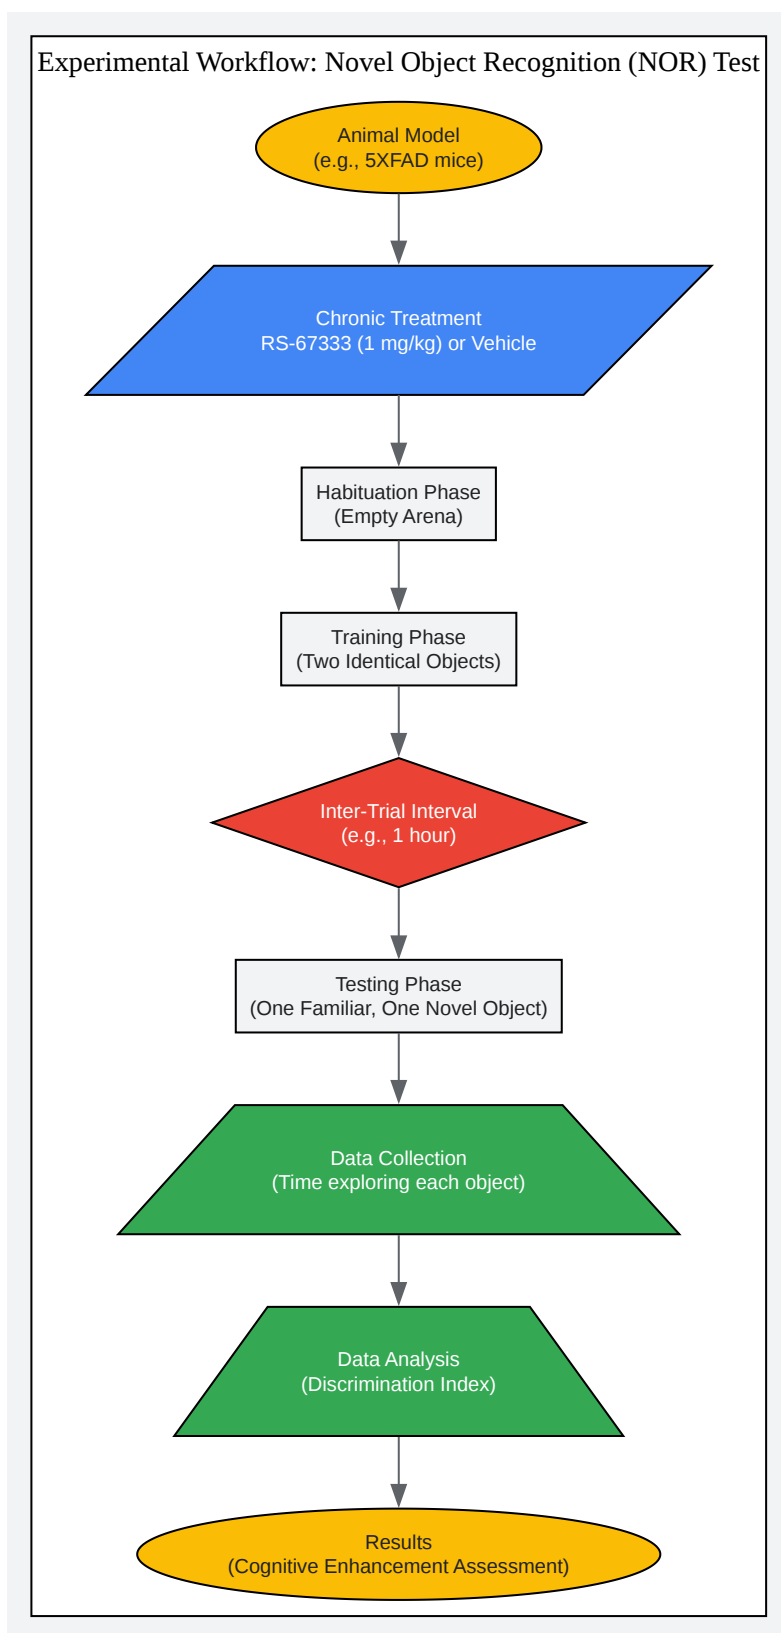 Experimental Workflow: Novel Object Recognition (NOR) Test
Animal Model
(e.g., 5XFAD mice)
Chronic Treatment
RS-67333 (1 mg/kg) or Vehicle
Habituation Phase
(Empty Arena)
Training Phase
(Two Identical Objects)
Inter-Trial Interval
(e.g., 1 hour)
Testing Phase
(One Familiar, One Novel Object)
Data Collection
(Time exploring each object)
Data Analysis
(Discrimination Index)
Results
(Cognitive Enhancement Assessment)